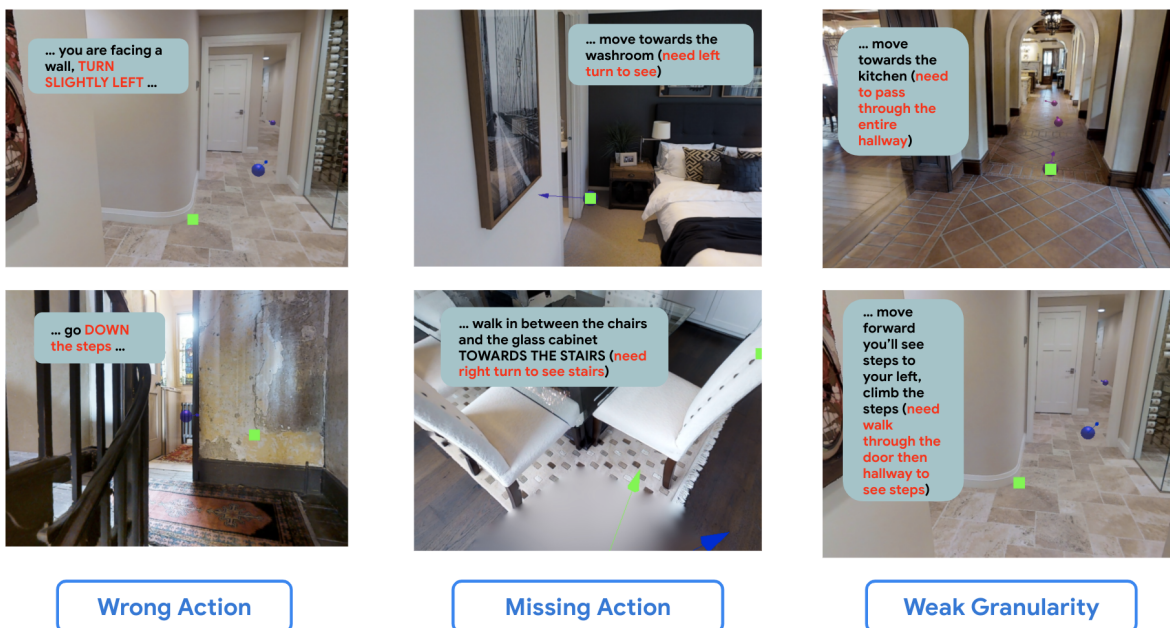 ... you are facing a
wall, TURN
SLIGHTLY LEFT ...
... move towards the
washroom (need left
turn to see)
... move
towards the
kitchen (need
to pass
through the
entire
hallway)
... go DOWN
the steps ...
... walk in between the chairs
and the glass cabinet
TOWARDS THE STAIRS (need
right turn to see stairs)
... move
forward
you'll see
steps to
your left,
climb the
steps (need
walk
through the
door then
hallway to
see steps)
Wrong Action
Missing Action
Weak Granularity